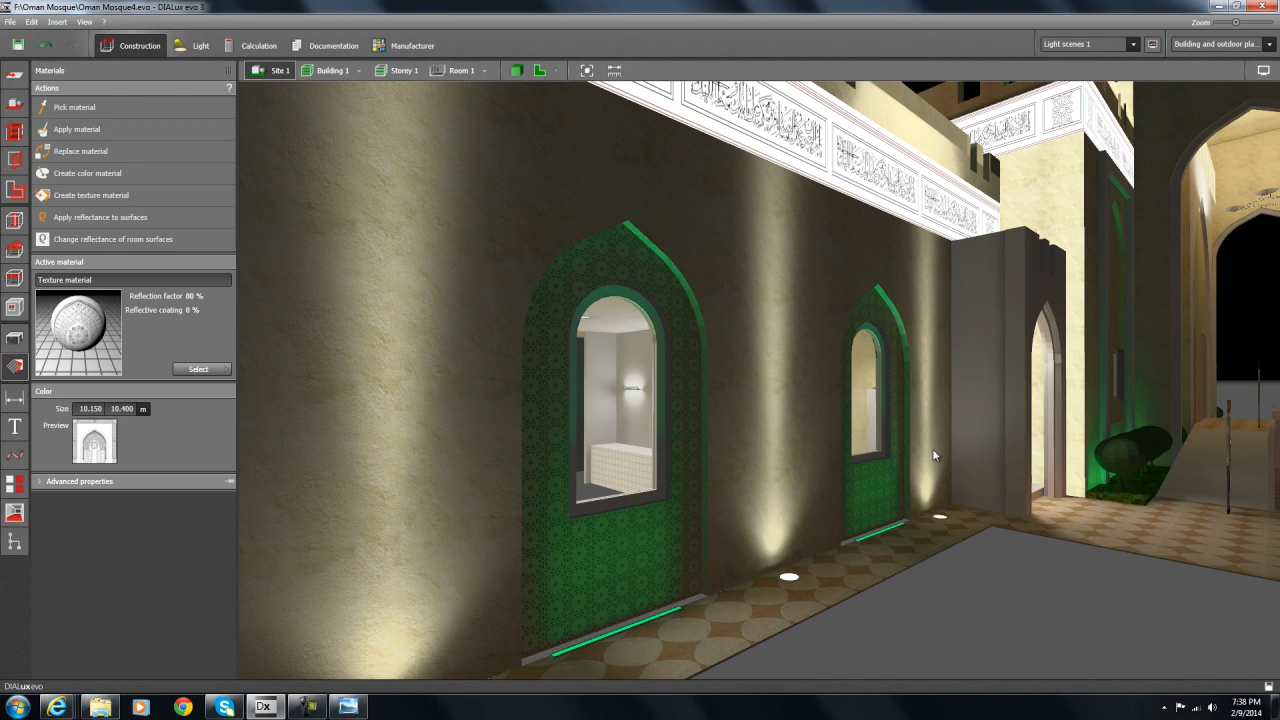 F:\Oman Mosque\Oman Mosque4.evo - DIALux evo 3
File Edit Insert View ?
Zoom
Construction Light Calculation Documentation Manufacturer
Light scenes 1
Building and outdoor pla...
Materials
Site 1 Building 1 Storey 1 Room 1
Actions ?
Pick material
Apply material
Replace material
Create color material
Create texture material
Apply reflectance to surfaces
Change reflectance of room surfaces
Active material
Texture material
Reflection factor 80 %
Reflective coating 0 %
Select
Color
Size 10.150 10.400 m
Preview
Advanced properties
DIALux evo
7:38 PM
2/9/2014